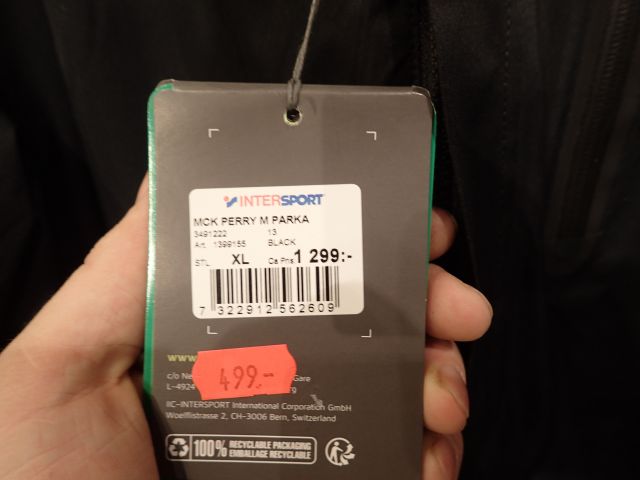 INTERSPORT
MCK PERRY M PARKA
3491222 13
Art. 1399155 BLACK
STL XL Ca Pris 1 299:-
7 322912 562609
www.
499:-
c/o Ne Gare
L-4924
IIC-INTERSPORT International Corporation GmbH
Woelflistrasse 2, CH-3006 Bern, Switzerland
100% RECYCLABLE PACKAGING
EMBALLAGE RECYCLABLE